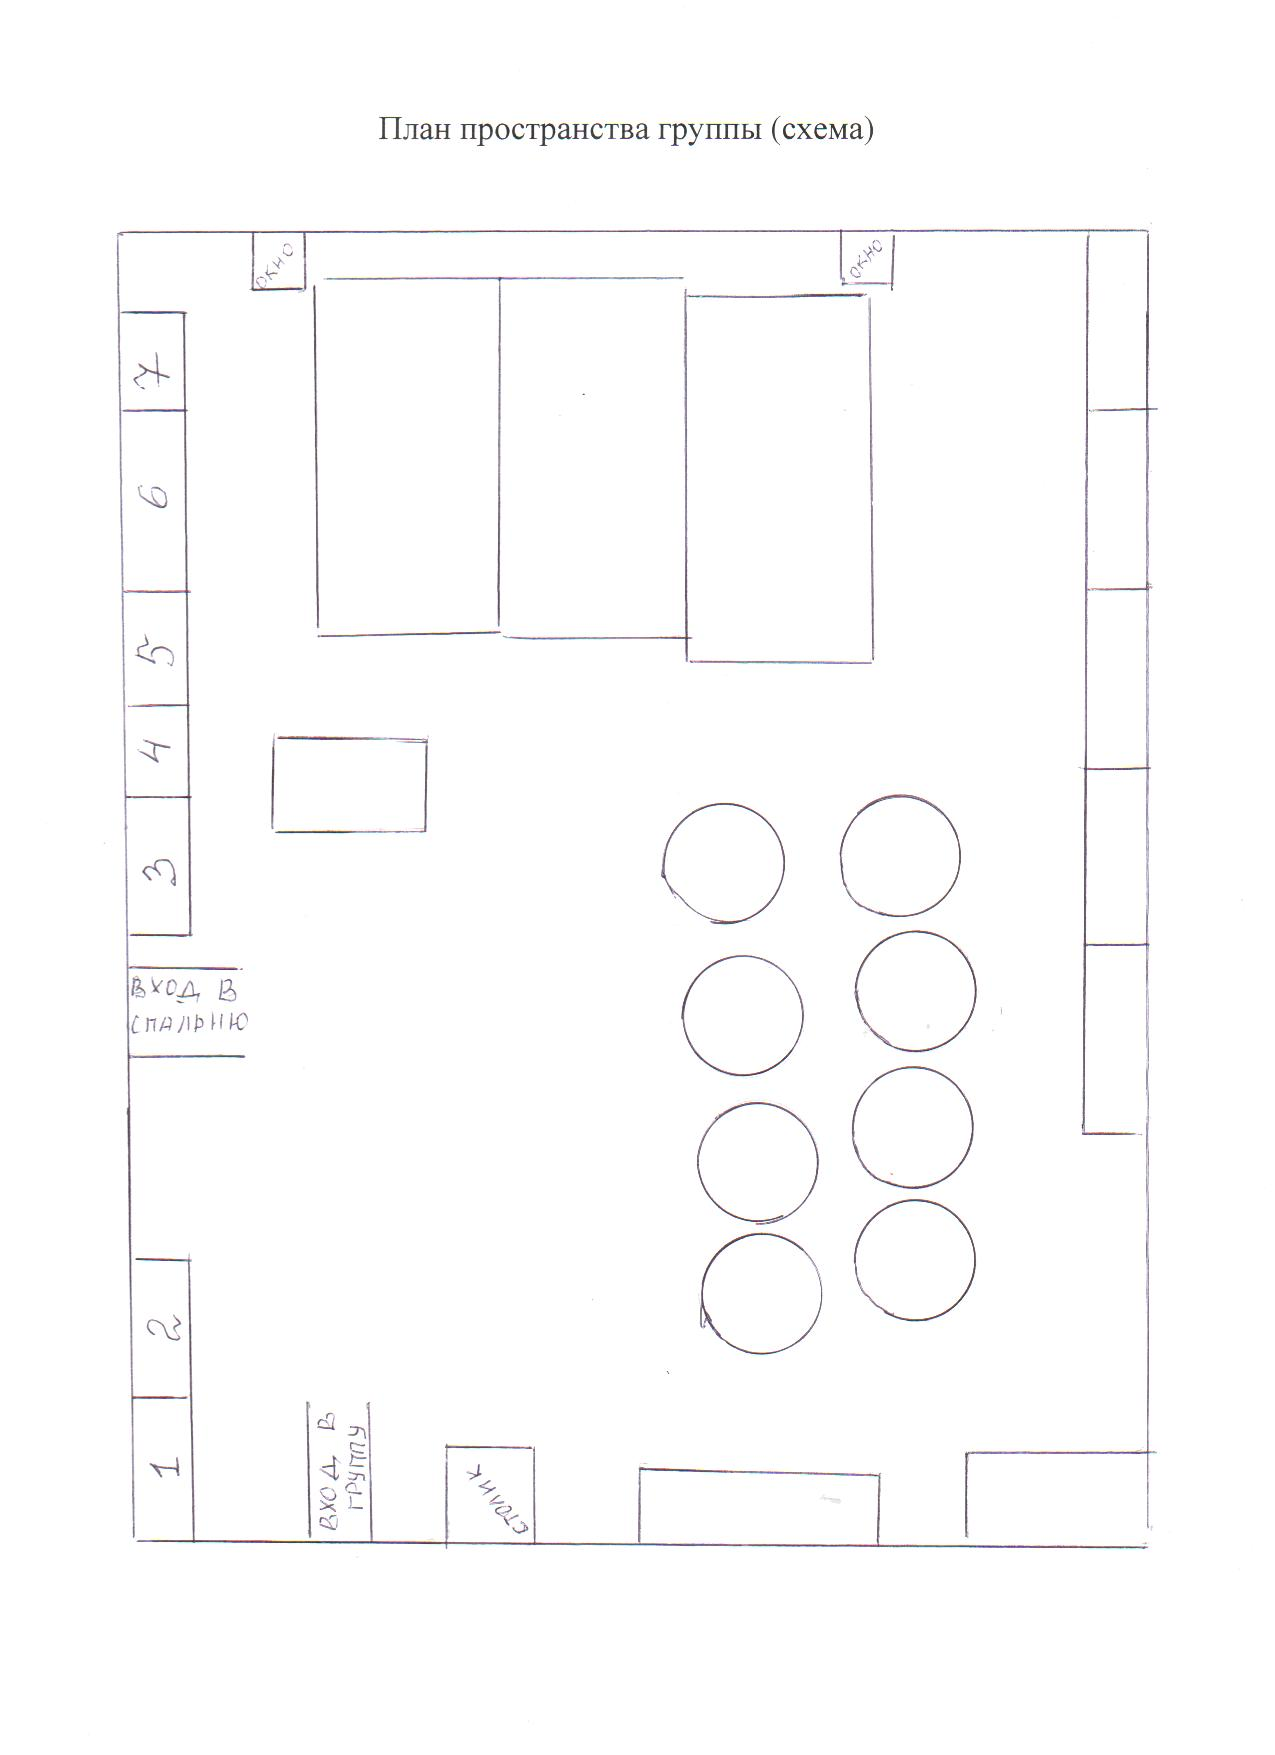 План пространства группы (схема)
ОКНО
ОКНО
7
6
5
4
3
ВХОД В
СПАЛЬНЮ
2
1
ВХОД В
ГРУППУ
СТОЛИК